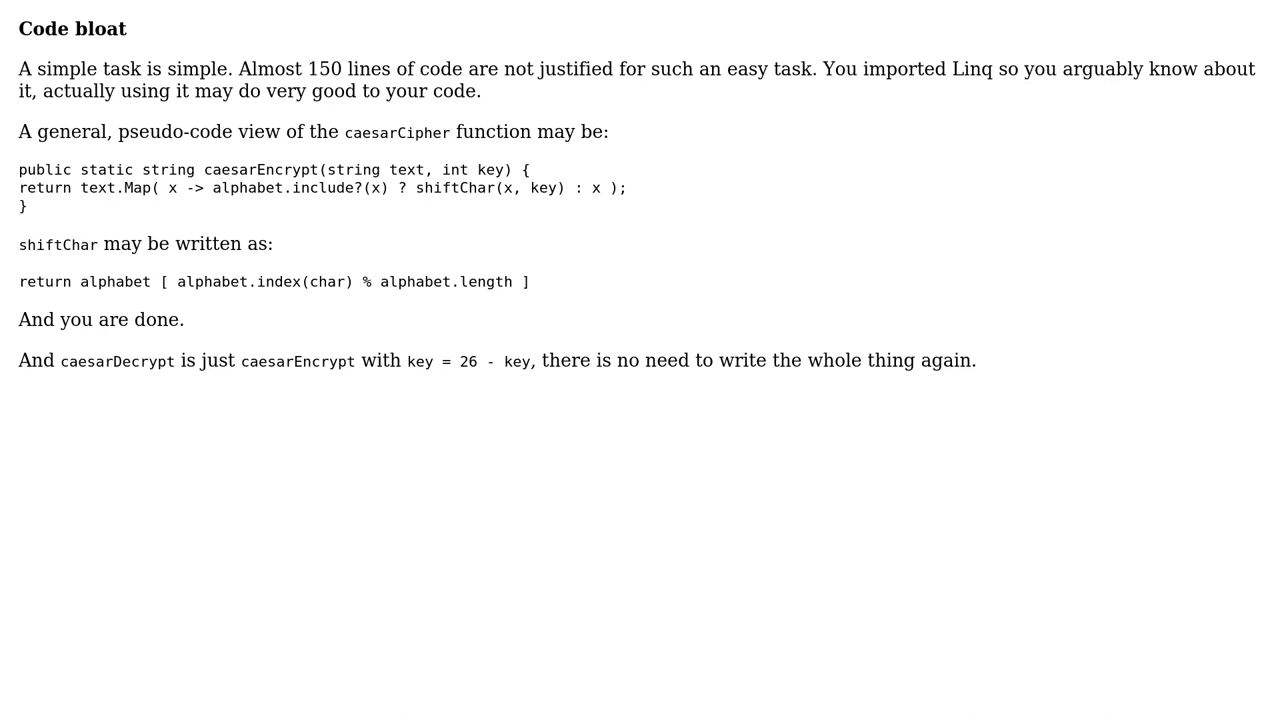 Code bloat
A simple task is simple. Almost 150 lines of code are not justified for such an easy task. You imported Linq so you arguably know about
it, actually using it may do very good to your code.
A general, pseudo-code view of the caesarCipher function may be:
public static string caesarEncrypt(string text, int key) {
return text.Map( x -> alphabet.include?(x) ? shiftChar(x, key) : x );
}
shiftChar may be written as:
return alphabet [ alphabet.index(char) % alphabet.length ]
And you are done.
And caesarDecrypt is just caesarEncrypt with key = 26 - key, there is no need to write the whole thing again.